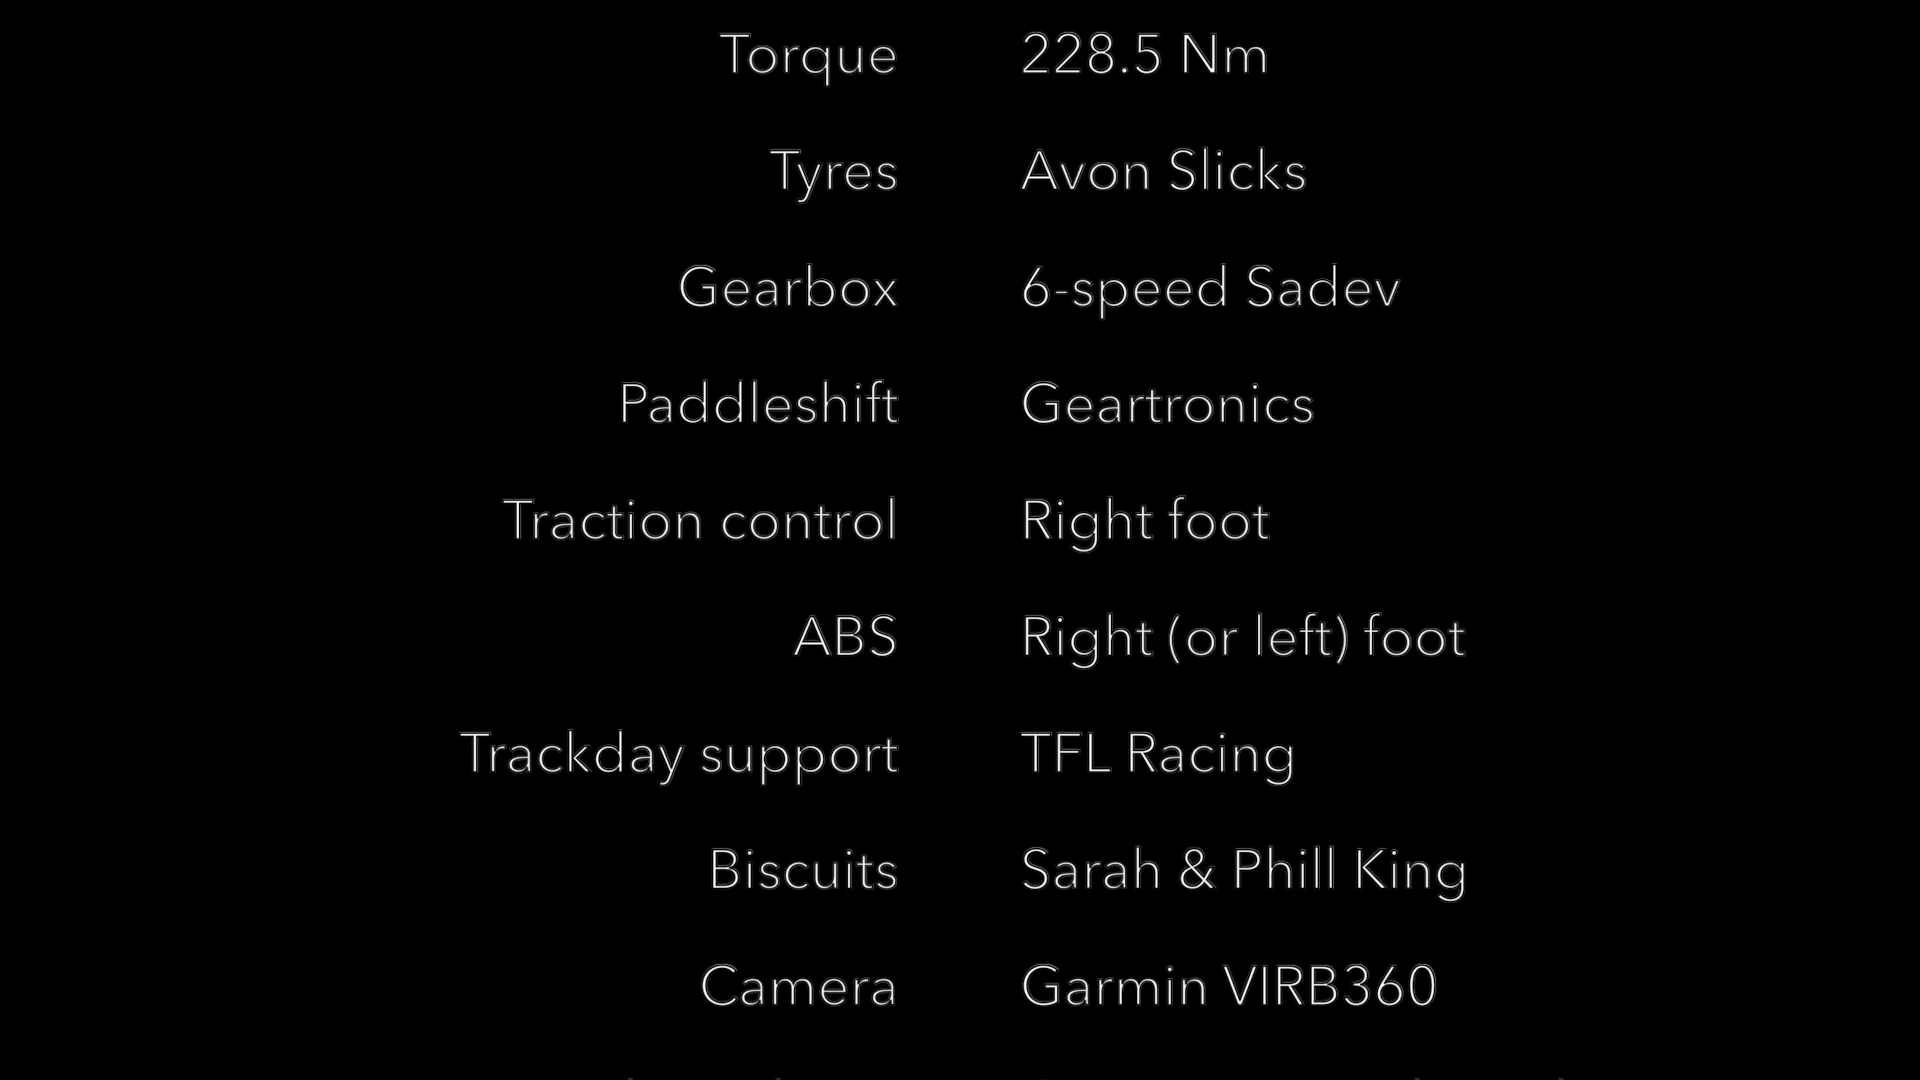 Torque 228.5 Nm
Tyres Avon Slicks
Gearbox 6-speed Sadev
Paddleshift Geartronics
Traction control Right foot
ABS Right (or left) foot
Trackday support TFL Racing
Biscuits Sarah & Phill King
Camera Garmin VIRB360